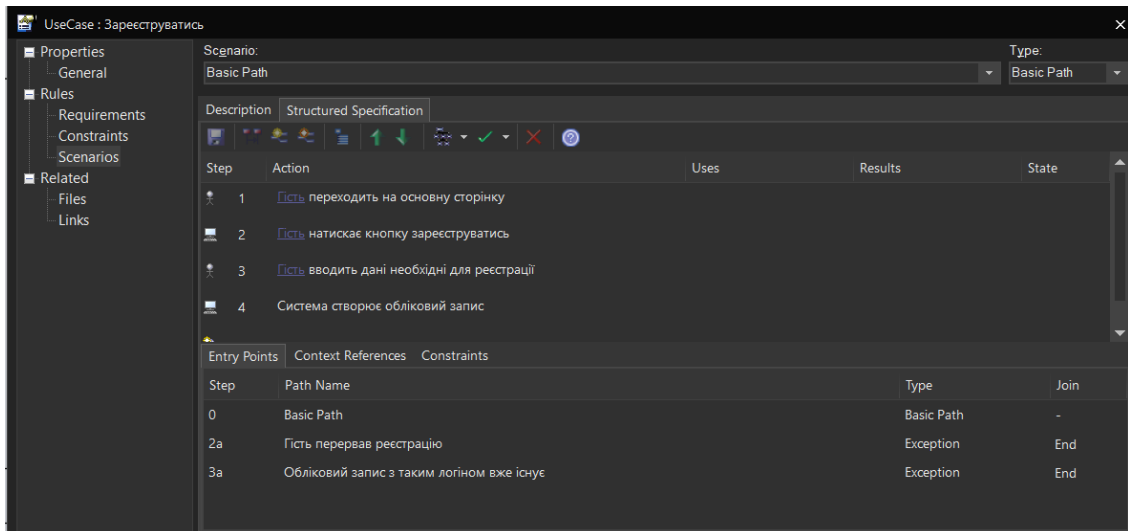 UseCase : Зареєструватись
Properties
General
Rules
Requirements
Constraints
Scenarios
Related
Files
Links
Scenario:
Type:
Basic Path
Basic Path
Description Structured Specification
Step Action Uses Results State
1 Гість переходить на основну сторінку
2 Гість натискає кнопку зареєструватись
3 Гість вводить дані необхідні для реєстрації
4 Система створює обліковий запис
Entry Points Context References Constraints
Step Path Name Type Join
0 Basic Path Basic Path -
2a Гість перервав реєстрацію Exception End
3a Обліковий запис з таким логіном вже існує Exception End